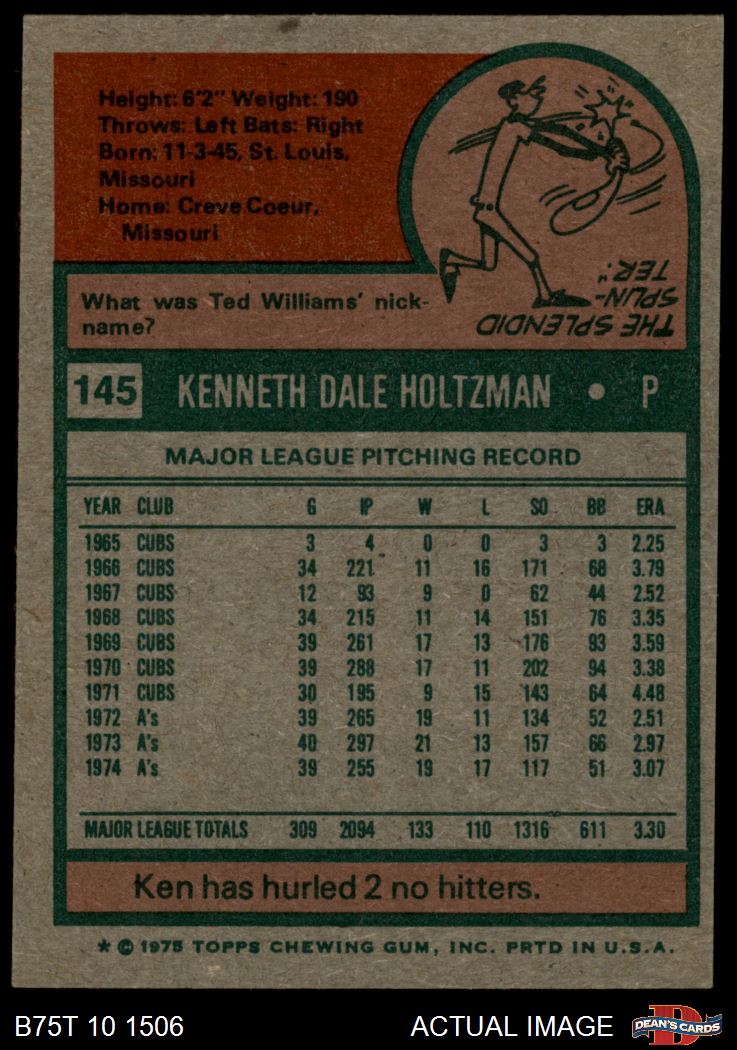 Height: 6'2" Weight: 190
Throws: Left Bats: Right
Born: 11-3-45, St. Louis,
Missouri
Home: Creve Coeur,
Missouri
What was Ted Williams' nick-
name?
THE SPLENDID
SPLIN-
TER."
145 KENNETH DALE HOLTZMAN • P
MAJOR LEAGUE PITCHING RECORD
YEAR CLUB G IP W L SO BB ERA
1965 CUBS 3 4 0 0 3 3 2.25
1966 CUBS 34 221 11 16 171 68 3.79
1967 CUBS 12 93 9 0 62 44 2.52
1968 CUBS 34 215 11 14 151 76 3.35
1969 CUBS 39 261 17 13 176 93 3.59
1970 CUBS 39 288 17 11 202 94 3.38
1971 CUBS 30 195 9 15 143 64 4.48
1972 A's 39 265 19 11 134 52 2.51
1973 A's 40 297 21 13 157 66 2.97
1974 A's 39 255 19 17 117 51 3.07
MAJOR LEAGUE TOTALS 309 2094 133 110 1316 611 3.30
Ken has hurled 2 no hitters.
* © 1975 TOPPS CHEWING GUM, INC. PRTD IN U.S.A.
B75T 10 1506 ACTUAL IMAGE
DEAN'S CARDS